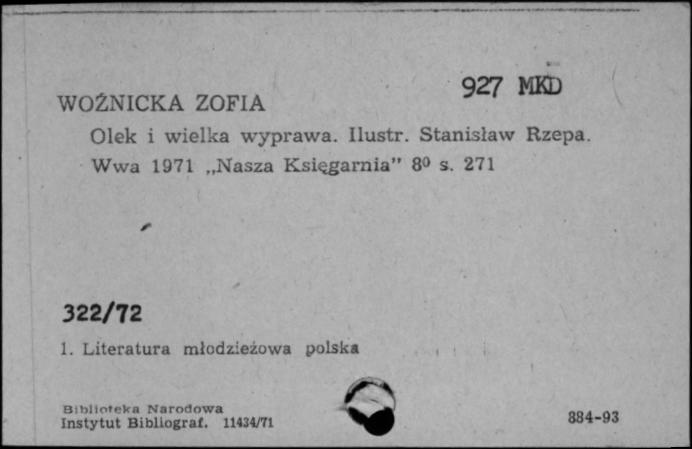 927 MKD
WOŹNICKA ZOFIA
Olek i wielka wyprawa. Ilustr. Stanisław Rzepa.
Wwa 1971 „Nasza Księgarnia” 8⁰ s. 271
322/72
1. Literatura młodzieżowa polska
Biblioteka Narodowa
Instytut Bibliograf. 11434/71
884-93